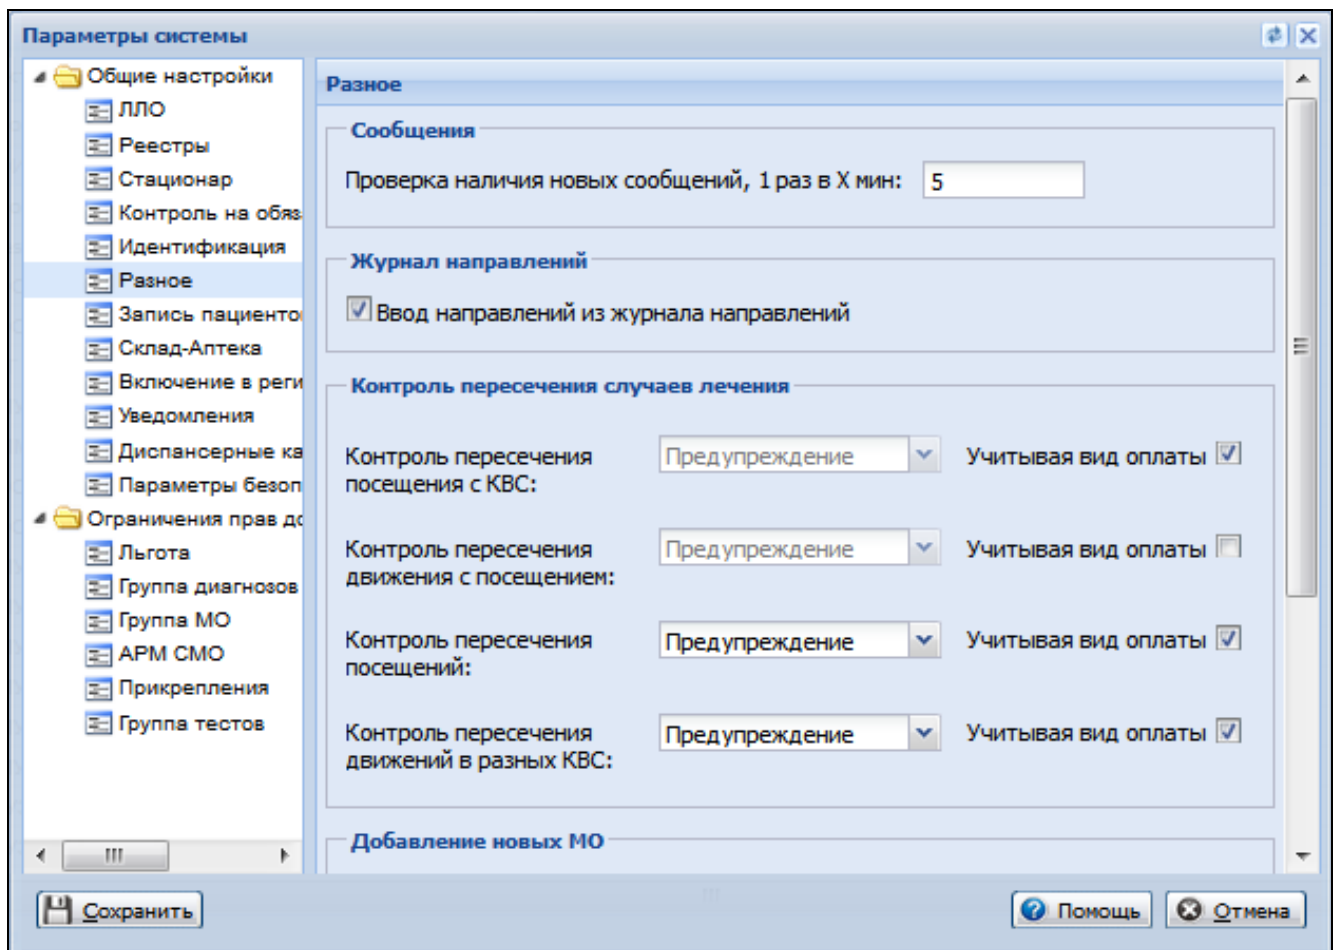 Параметры системы
Общие настройки
ЛЛО
Реестры
Стационар
Контроль на обяз
Идентификация
Разное
Запись пациенто
Склад-Аптека
Включение в реги
Уведомления
Диспансерные ка
Параметры безоп
Ограничения прав до
Льгота
Группа диагнозов
Группа МО
АРМ СМО
Прикрепления
Группа тестов
Разное
Сообщения
Проверка наличия новых сообщений, 1 раз в X мин: 5
Журнал направлений
Ввод направлений из журнала направлений
Контроль пересечения случаев лечения
Контроль пересечения
посещения с КВС:
Предупреждение
Учитывая вид оплаты
Контроль пересечения
движения с посещением:
Предупреждение
Учитывая вид оплаты
Контроль пересечения
посещений:
Предупреждение
Учитывая вид оплаты
Контроль пересечения
движений в разных КВС:
Предупреждение
Учитывая вид оплаты
Добавление новых МО
Сохранить
Помощь
Отмена